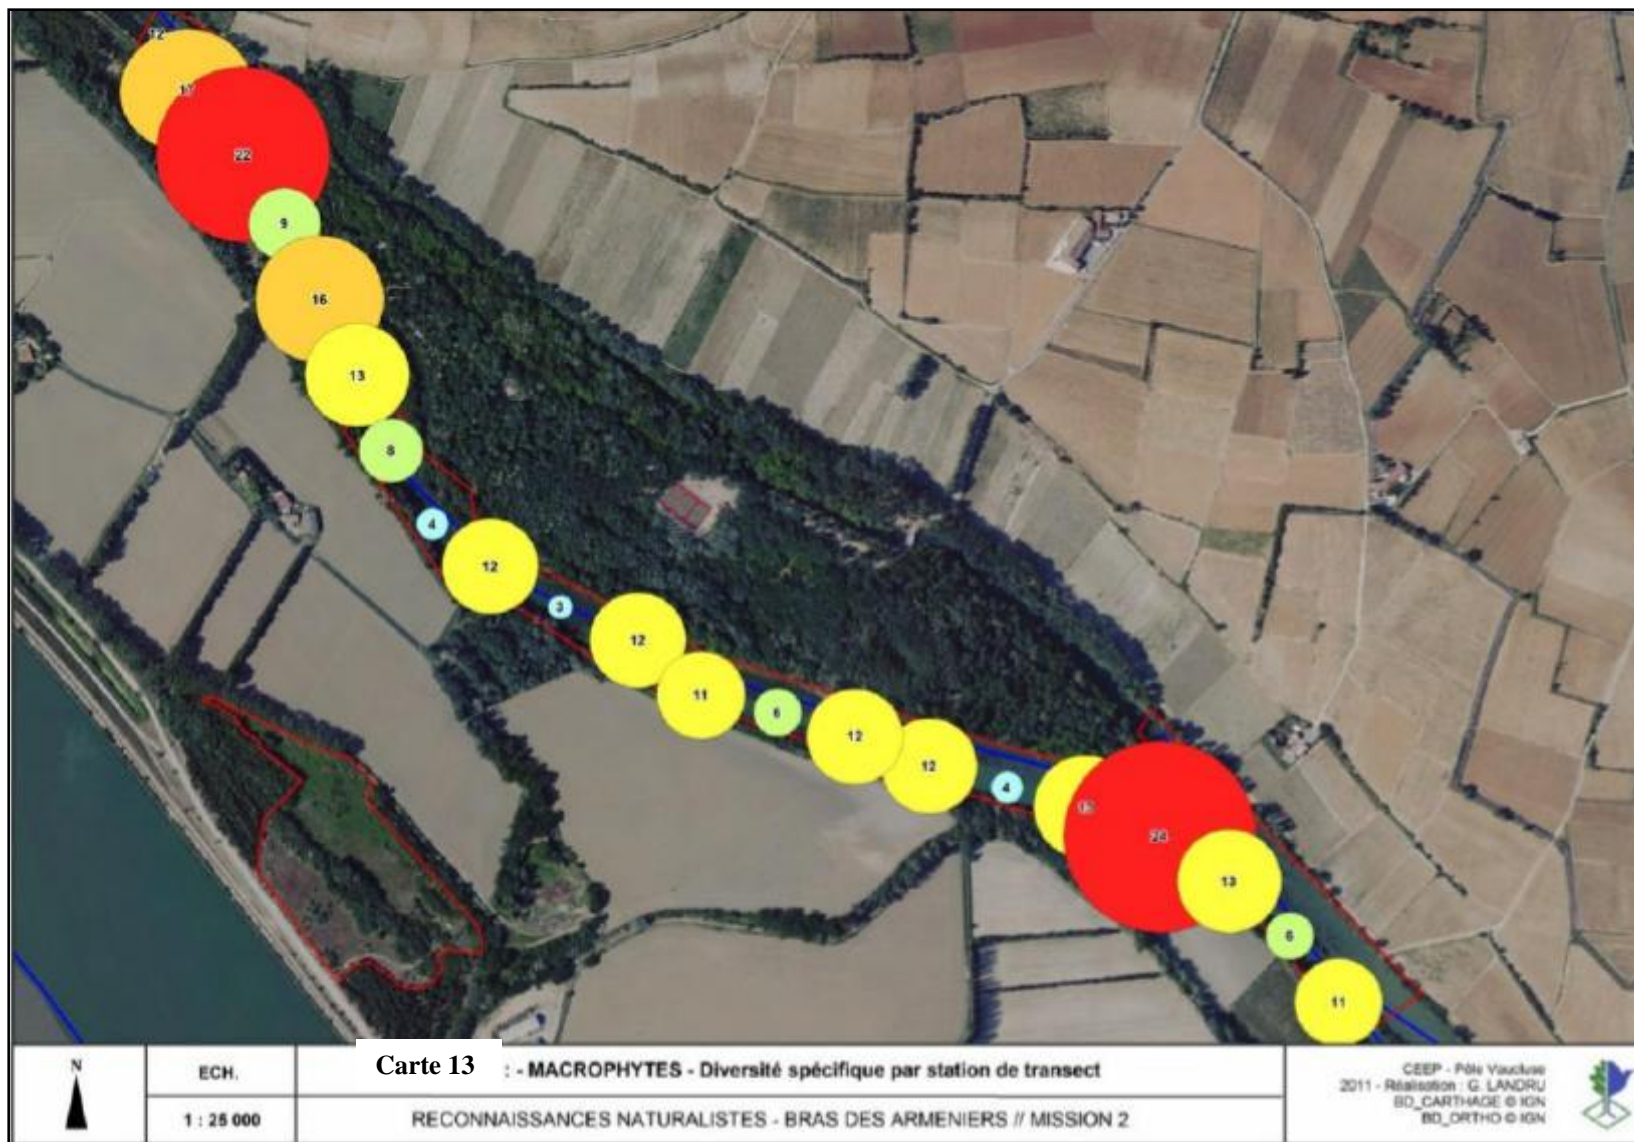 12
17
22
9
16
13
8
4
12
3
12
11
6
12
12
4
24
13
6
11
N
ECH.
Carte 13 : - MACROPHYTES - Diversité spécifique par station de transect
1 : 25 000
RECONNAISSANCES NATURALISTES - BRAS DES ARMENIERS // MISSION 2
CEEP - Pôle Vaucluse
2011 - Réalisation : G. LANDRU
BD_CARTHAGE © IGN
BD_ORTHO © IGN